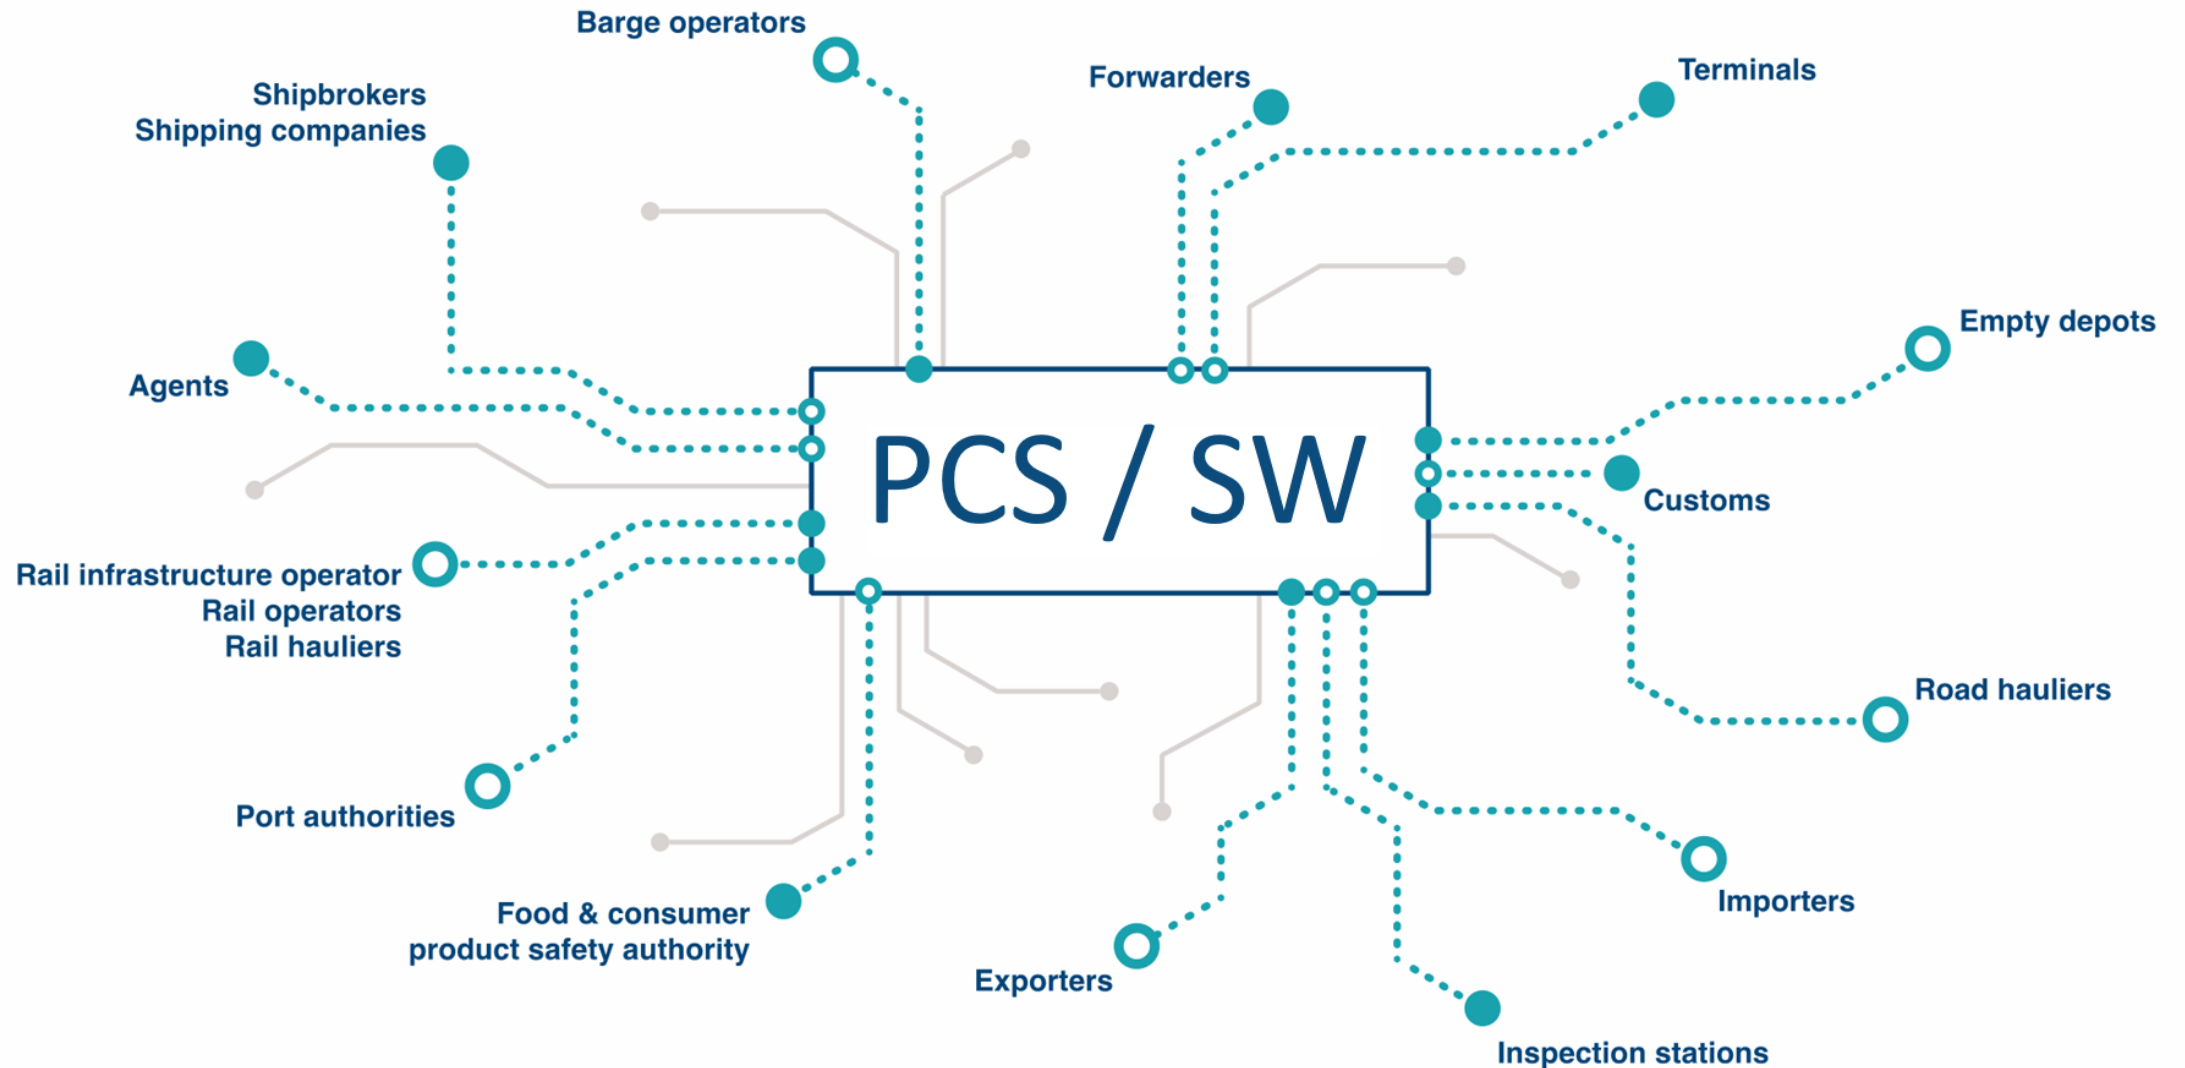 Barge operators
Forwarders
Terminals
Shipbrokers
Shipping companies
Empty depots
Agents
PCS / SW
Customs
Rail infrastructure operator
Rail operators
Rail hauliers
Road hauliers
Port authorities
Food & consumer
product safety authority
Importers
Exporters
Inspection stations